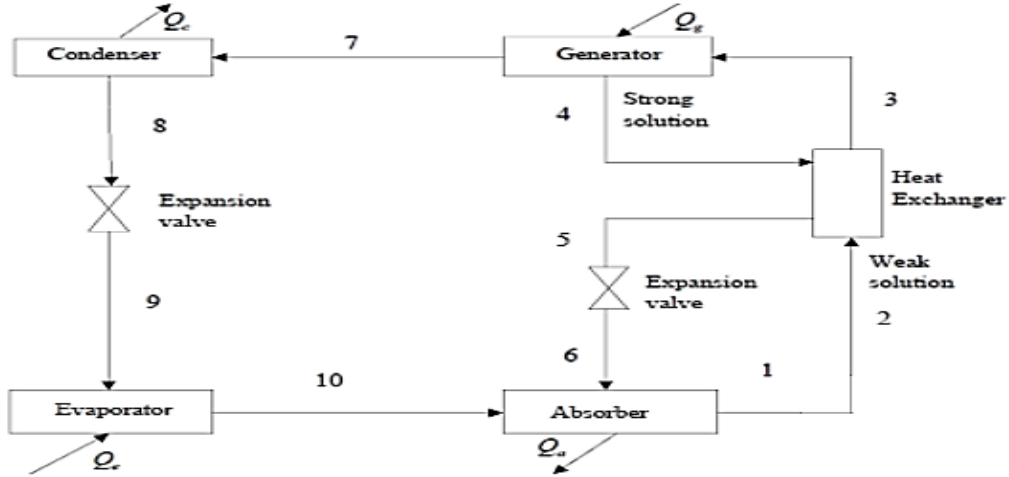 Qc
Qg
Condenser
7
Generator
8
4
Strong
solution
3
Heat
Exchanger
Expansion
valve
5
Weak
solution
Expansion
valve
9
2
6
10
1
Evaporator
Absorber
Qe
Qa